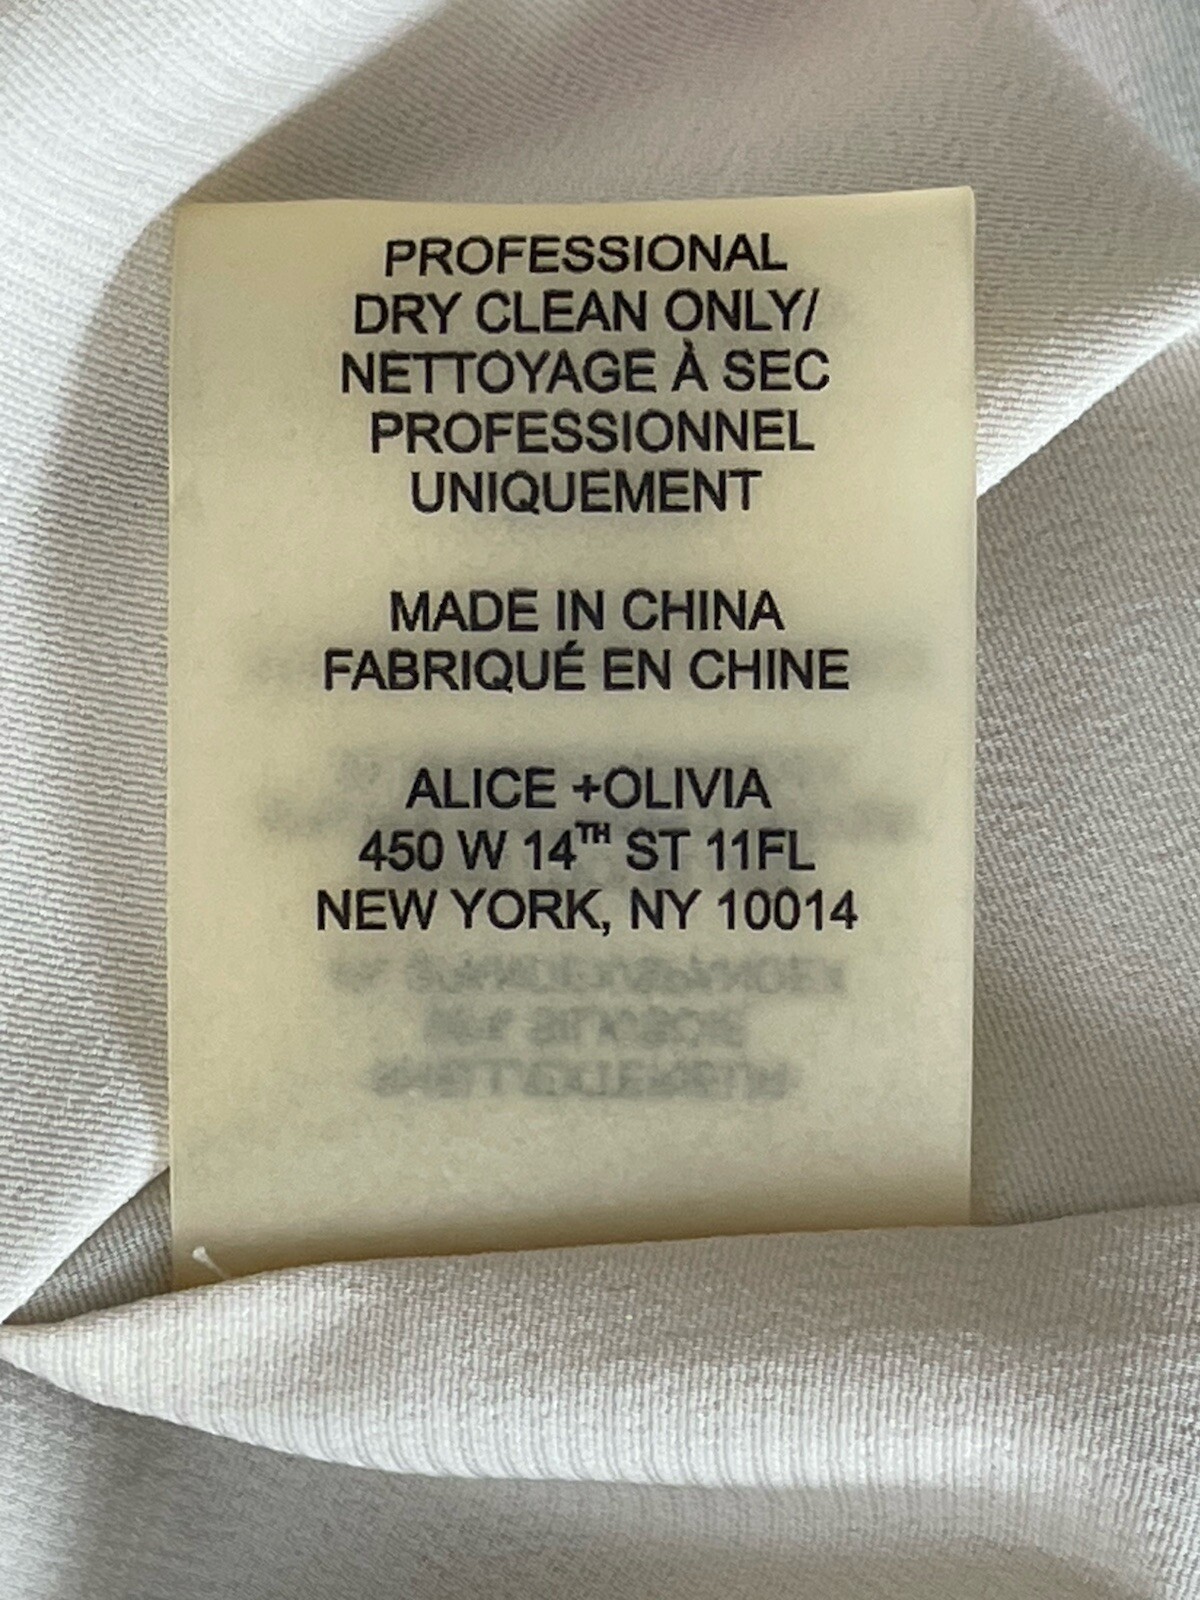 PROFESSIONAL
DRY CLEAN ONLY/
NETTOYAGE À SEC
PROFESSIONNEL
UNIQUEMENT
MADE IN CHINA
FABRIQUÉ EN CHINE
ALICE +OLIVIA
450 W 14TH ST 11FL
NEW YORK, NY 10014